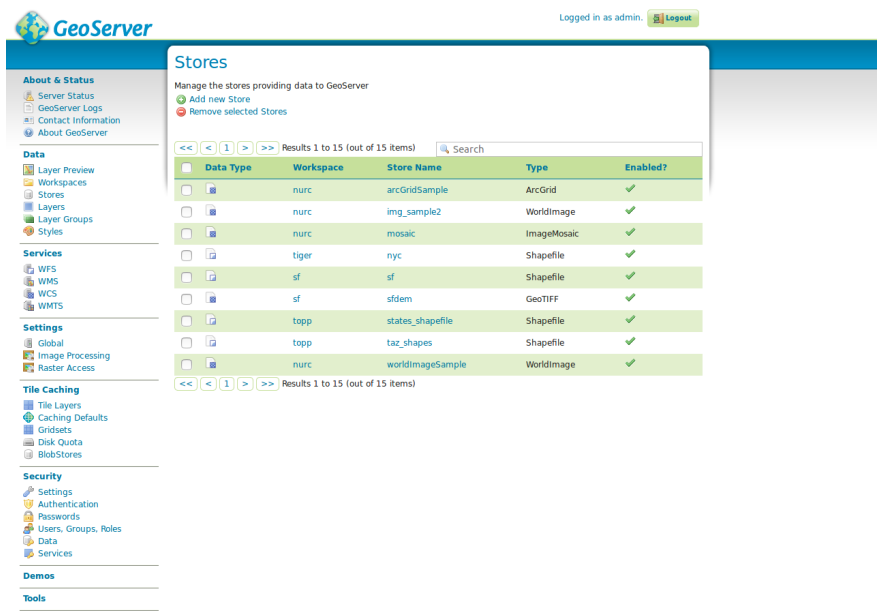 GeoServer
Logged in as admin. Logout
About & Status
Server Status
GeoServer Logs
Contact Information
About GeoServer
Data
Layer Preview
Workspaces
Stores
Layers
Layer Groups
Styles
Services
WFS
WMS
WCS
WMTS
Settings
Global
Image Processing
Raster Access
Tile Caching
Tile Layers
Caching Defaults
Gridsets
Disk Quota
BlobStores
Security
Settings
Authentication
Passwords
Users, Groups, Roles
Data
Services
Demos
Tools
Stores
Manage the stores providing data to GeoServer
Add new Store
Remove selected Stores
<< < 1 > >> Results 1 to 15 (out of 15 items) Search
Data Type Workspace Store Name Type Enabled?
nurc arcGridSample ArcGrid
nurc img_sample2 WorldImage
nurc mosaic ImageMosaic
tiger nyc Shapefile
sf sf Shapefile
sf sfdem GeoTIFF
topp states_shapefile Shapefile
topp taz_shapes Shapefile
nurc worldImageSample WorldImage
<< < 1 > >> Results 1 to 15 (out of 15 items)